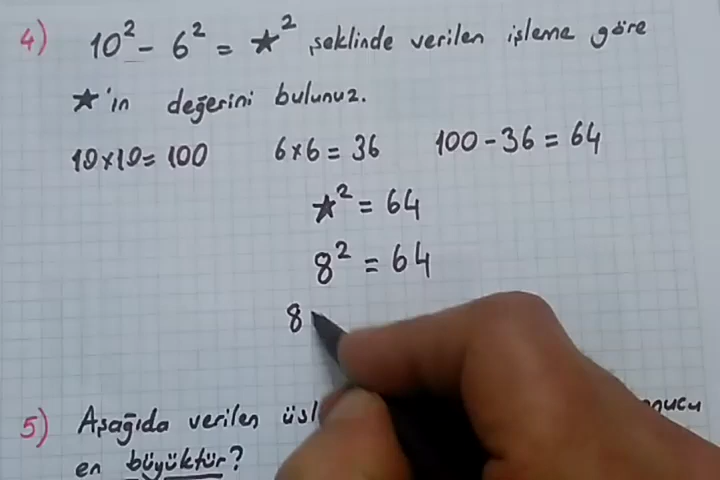 4) 10² - 6² = ★² şeklinde verilen işleme göre
★'ın değerini bulunuz.
10×10=100 6×6=36 100-36=64
★² = 64
8² = 64
8
5) Aşağıda verilen
en büyüktür?